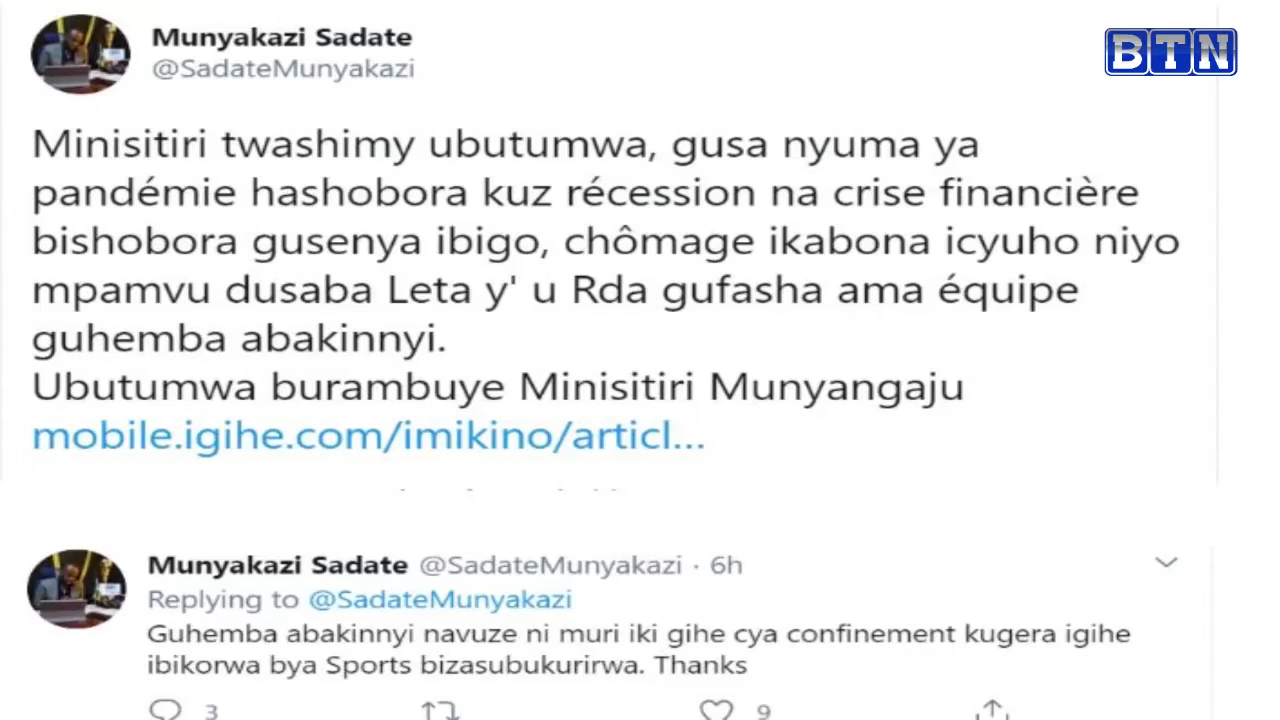 Munyakazi Sadate
@SadateMunyakazi
BTN
Minisitiri twashimy ubutumwa, gusa nyuma ya
pandémie hashobora kuz récession na crise financière
bishobora gusenya ibigo, chômage ikabona icyuho niyo
mpamvu dusaba Leta y' u Rda gufasha ama équipe
guhemba abakinnyi.
Ubutumwa burambuye Minisitiri Munyangaju
mobile.igihe.com/imikino/articl...
Munyakazi Sadate @SadateMunyakazi · 6h
Replying to @SadateMunyakazi
Guhemba abakinnyi navuze ni muri iki gihe cya confinement kugera igihe
ibikorwa bya Sports bizasubukurirwa. Thanks
3 9